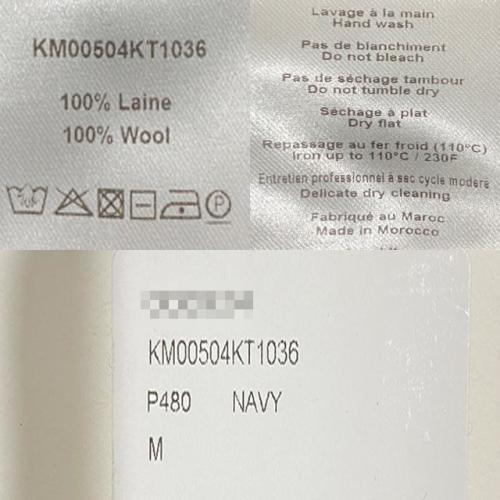 KM00504KT1036
100% Laine
100% Wool
P
Lavage à la main
Hand wash
Pas de blanchiment
Do not bleach
Pas de séchage tambour
Do not tumble dry
Séchage à plat
Dry flat
Repassage au fer froid (110°C)
Iron up to 110°C / 230F
Entretien professionnel à sec cycle modéré
Delicate dry cleaning
Fabriqué au Maroc
Made in Morocco
KM00504KT1036
P480 NAVY
M